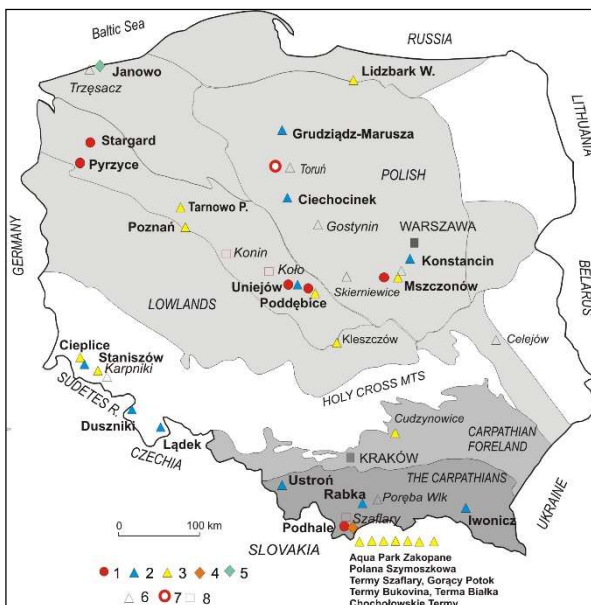 Baltic Sea
RUSSIA
Janowo
Trzęsacz
Lidzbark W.
LITHUANIA
Stargard
Grudziądz-Marusza
Pyrzyce
Toruń
POLISH
Tarnowo P.
Ciechocinek
Poznań
Gostynin
WARSZAWA
GERMANY
Konin
Koło
Konstancin
BELARUS
Uniejów
Skierniewice
Mszczonów
Poddębice
LOWLANDS
Kleszczów
Celejów
Cieplice
Staniszów
Karpniki
HOLY CROSS MTS
SUDETES R.
Duszniki
Lądek
CZECHIA
Cudzynowice
CARPATHIAN
FORELAND
KRAKÓW
UKRAINE
Ustroń
THE CARPATHIANS
Rabka
Poręba Wlk
Iwonicz
Szaflary
Podhale
0 100 km
SLOVAKIA
Aqua Park Zakopane
Polana Szymoszkowa
Termy Szaflary, Gorący Potok
Termy Bukovina, Terma Białka
Chochołowskie Termy
1 2 3 4 5
6 7 8